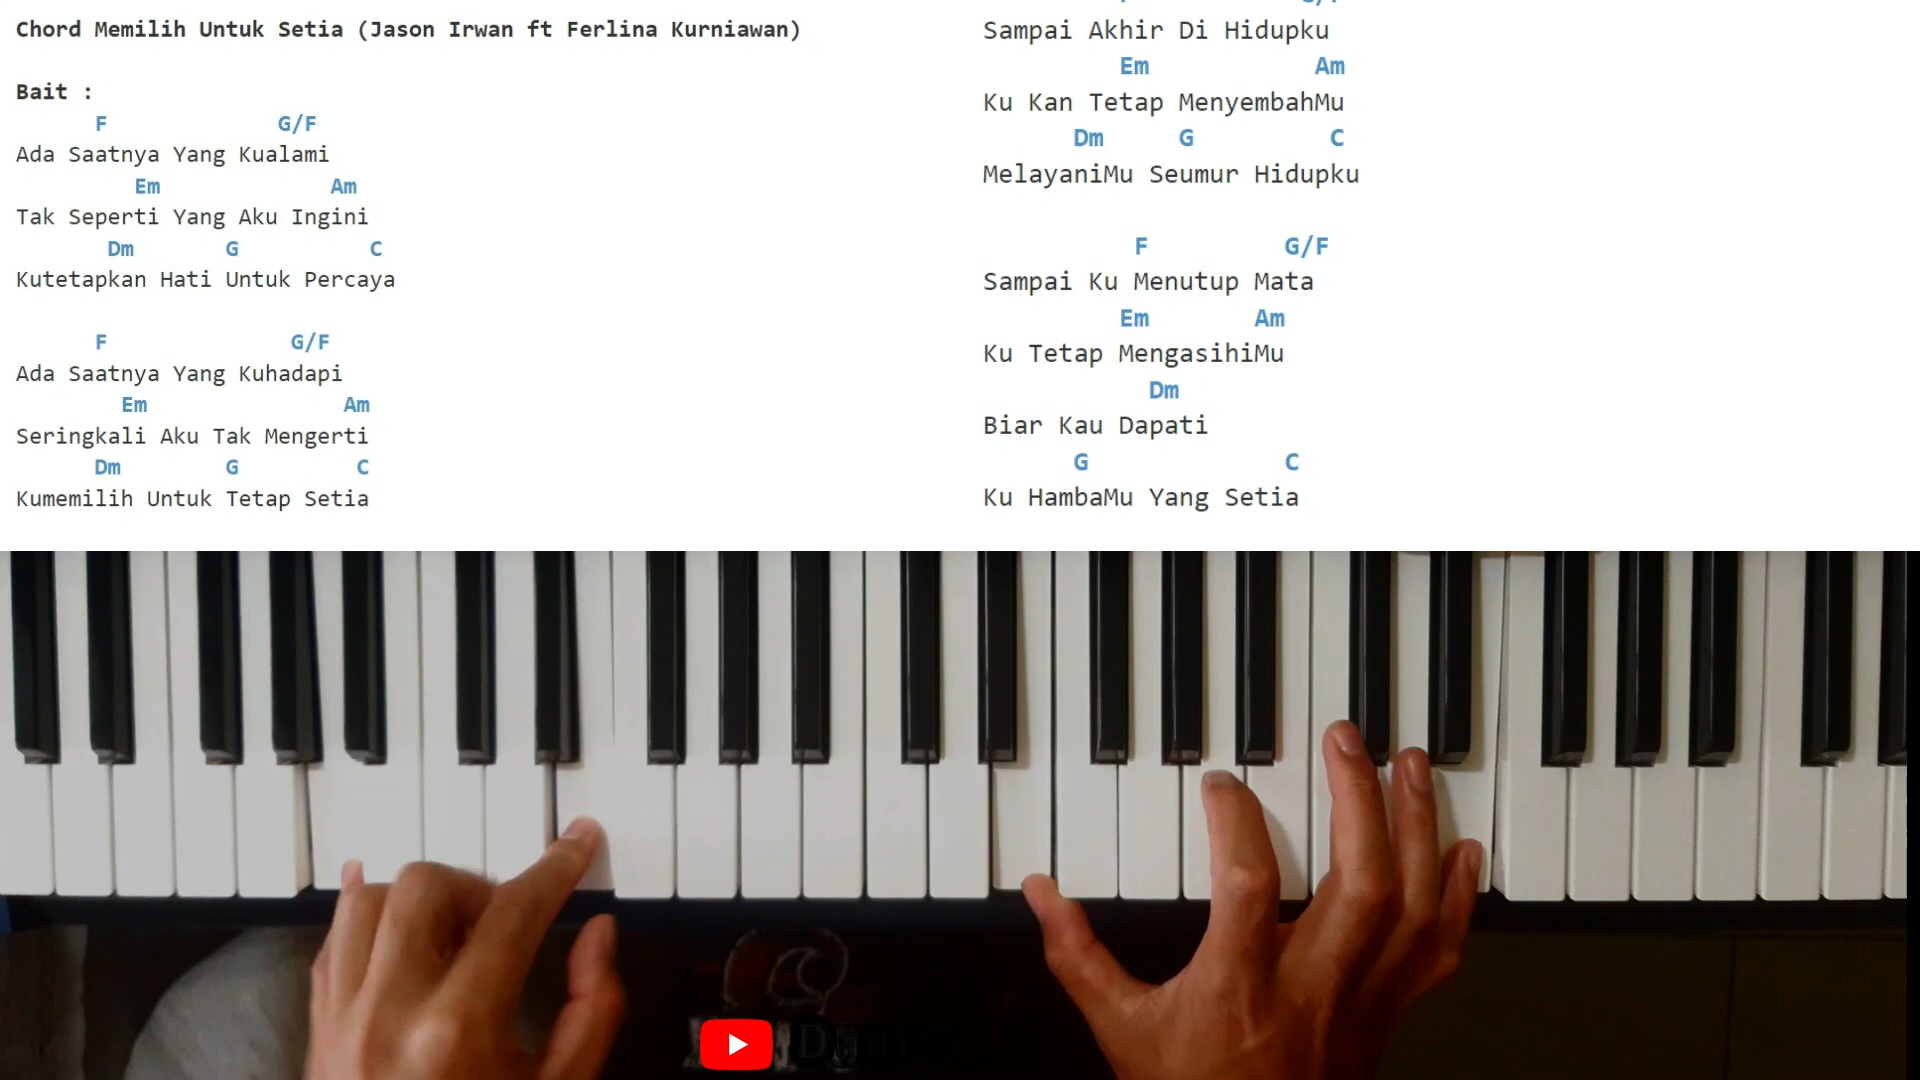 Chord Memilih Untuk Setia (Jason Irwan ft Ferlina Kurniawan)
Bait :
F G/F
Ada Saatnya Yang Kualami
Em Am
Tak Seperti Yang Aku Ingini
Dm G C
Kutetapkan Hati Untuk Percaya
F G/F
Ada Saatnya Yang Kuhadapi
Em Am
Seringkali Aku Tak Mengerti
Dm G C
Kumemilih Untuk Tetap Setia
Sampai Akhir Di Hidupku
Em Am
Ku Kan Tetap MenyembahMu
Dm G C
MelayaniMu Seumur Hidupku
F G/F
Sampai Ku Menutup Mata
Em Am
Ku Tetap MengasihiMu
Dm
Biar Kau Dapati
G C
Ku HambaMu Yang Setia